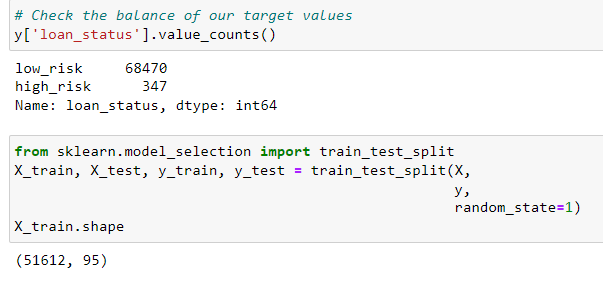 # Check the balance of our target values
y['loan_status'].value_counts()
low_risk     68470
high_risk      347
Name: loan_status, dtype: int64
from sklearn.model_selection import train_test_split
X_train, X_test, y_train, y_test = train_test_split(X,
                                                    y,
                                                    random_state=1)
X_train.shape
(51612, 95)